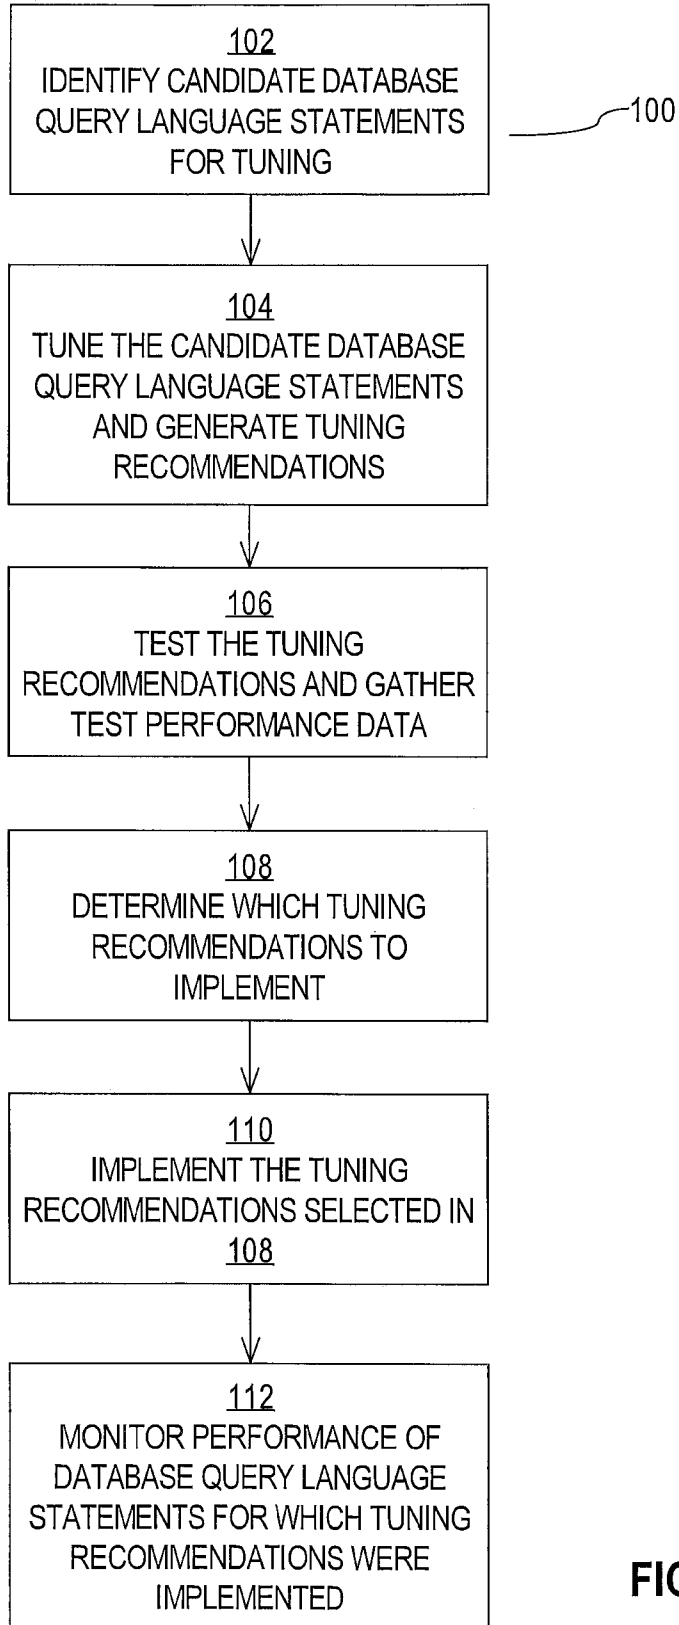 102
IDENTIFY CANDIDATE DATABASE
QUERY LANGUAGE STATEMENTS
FOR TUNING
100
104
TUNE THE CANDIDATE DATABASE
QUERY LANGUAGE STATEMENTS
AND GENERATE TUNING
RECOMMENDATIONS
106
TEST THE TUNING
RECOMMENDATIONS AND GATHER
TEST PERFORMANCE DATA
108
DETERMINE WHICH TUNING
RECOMMENDATIONS TO
IMPLEMENT
110
IMPLEMENT THE TUNING
RECOMMENDATIONS SELECTED IN
108
112
MONITOR PERFORMANCE OF
DATABASE QUERY LANGUAGE
STATEMENTS FOR WHICH TUNING
RECOMMENDATIONS WERE
IMPLEMENTED